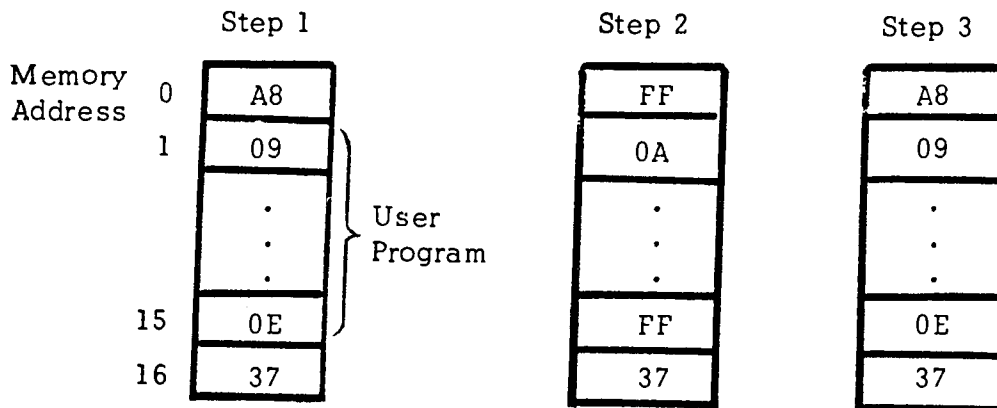 Step 1 Step 2 Step 3
Memory Address
0 A8 FF A8
1 09 0A 09
. . .
. . .
. . .
User Program
15 0E FF 0E
16 37 37 37